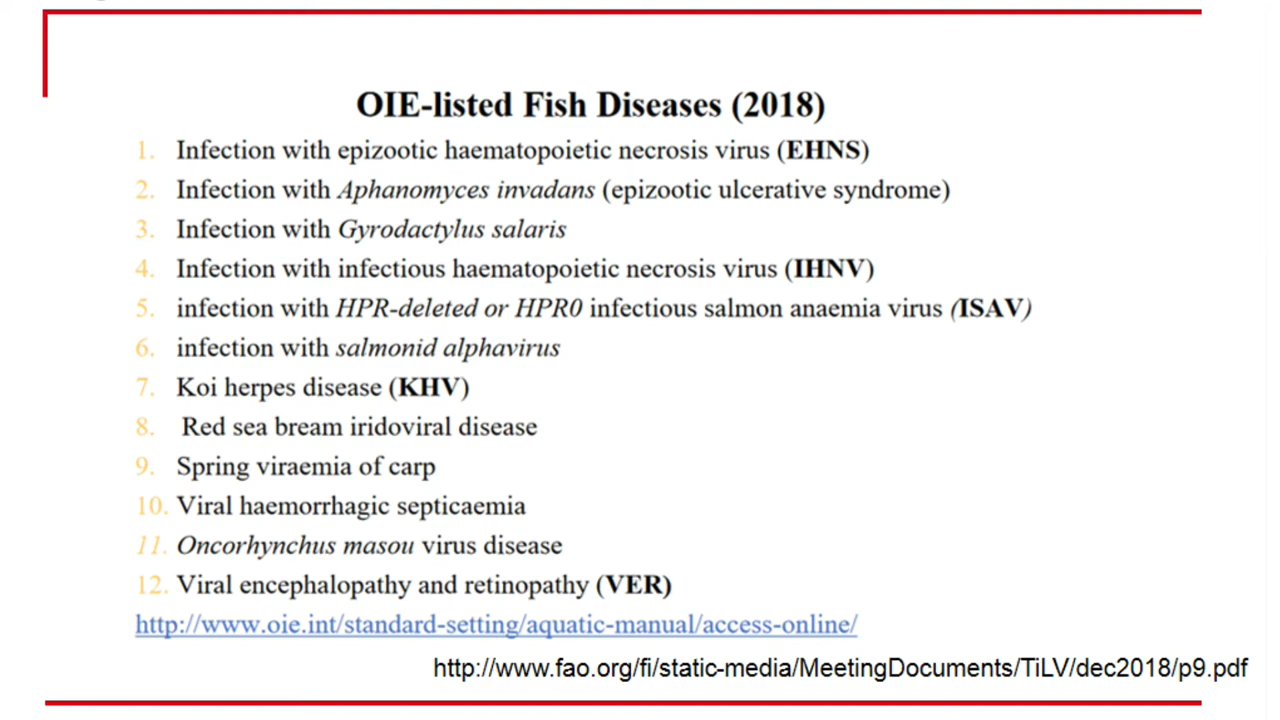 OIE-listed Fish Diseases (2018)
1. Infection with epizootic haematopoietic necrosis virus (EHNS)
2. Infection with Aphanomyces invadans (epizootic ulcerative syndrome)
3. Infection with Gyrodactylus salaris
4. Infection with infectious haematopoietic necrosis virus (IHNV)
5. infection with HPR-deleted or HPR0 infectious salmon anaemia virus (ISAV)
6. infection with salmonid alphavirus
7. Koi herpes disease (KHV)
8. Red sea bream iridoviral disease
9. Spring viraemia of carp
10. Viral haemorrhagic septicaemia
11. Oncorhynchus masou virus disease
12. Viral encephalopathy and retinopathy (VER)
http://www.oie.int/standard-setting/aquatic-manual/access-online/
http://www.fao.org/fi/static-media/MeetingDocuments/TiLV/dec2018/p9.pdf